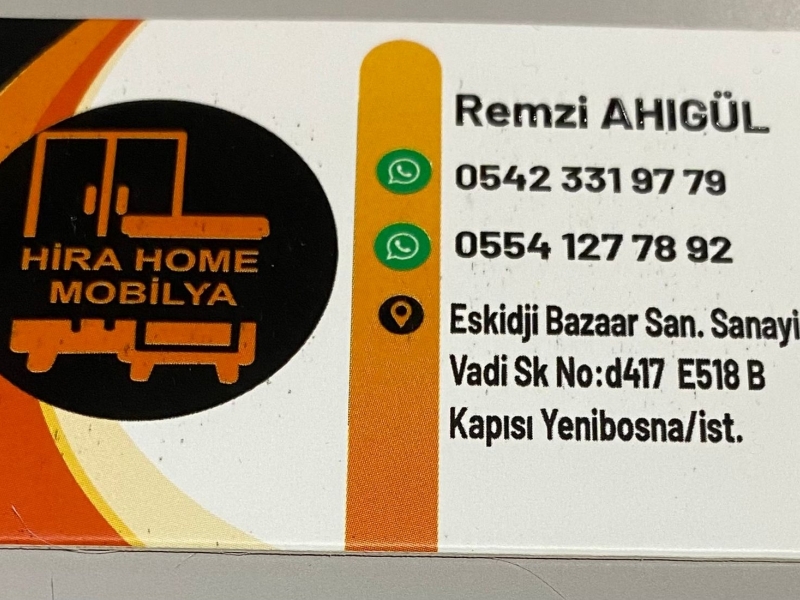 HİRA HOME
MOBİLYA
Remzi AHIGÜL
0542 331 97 79
0554 127 78 92
Eskidji Bazaar San. Sanayi
Vadi Sk No:d417 E518 B
Kapısı Yenibosna/ist.